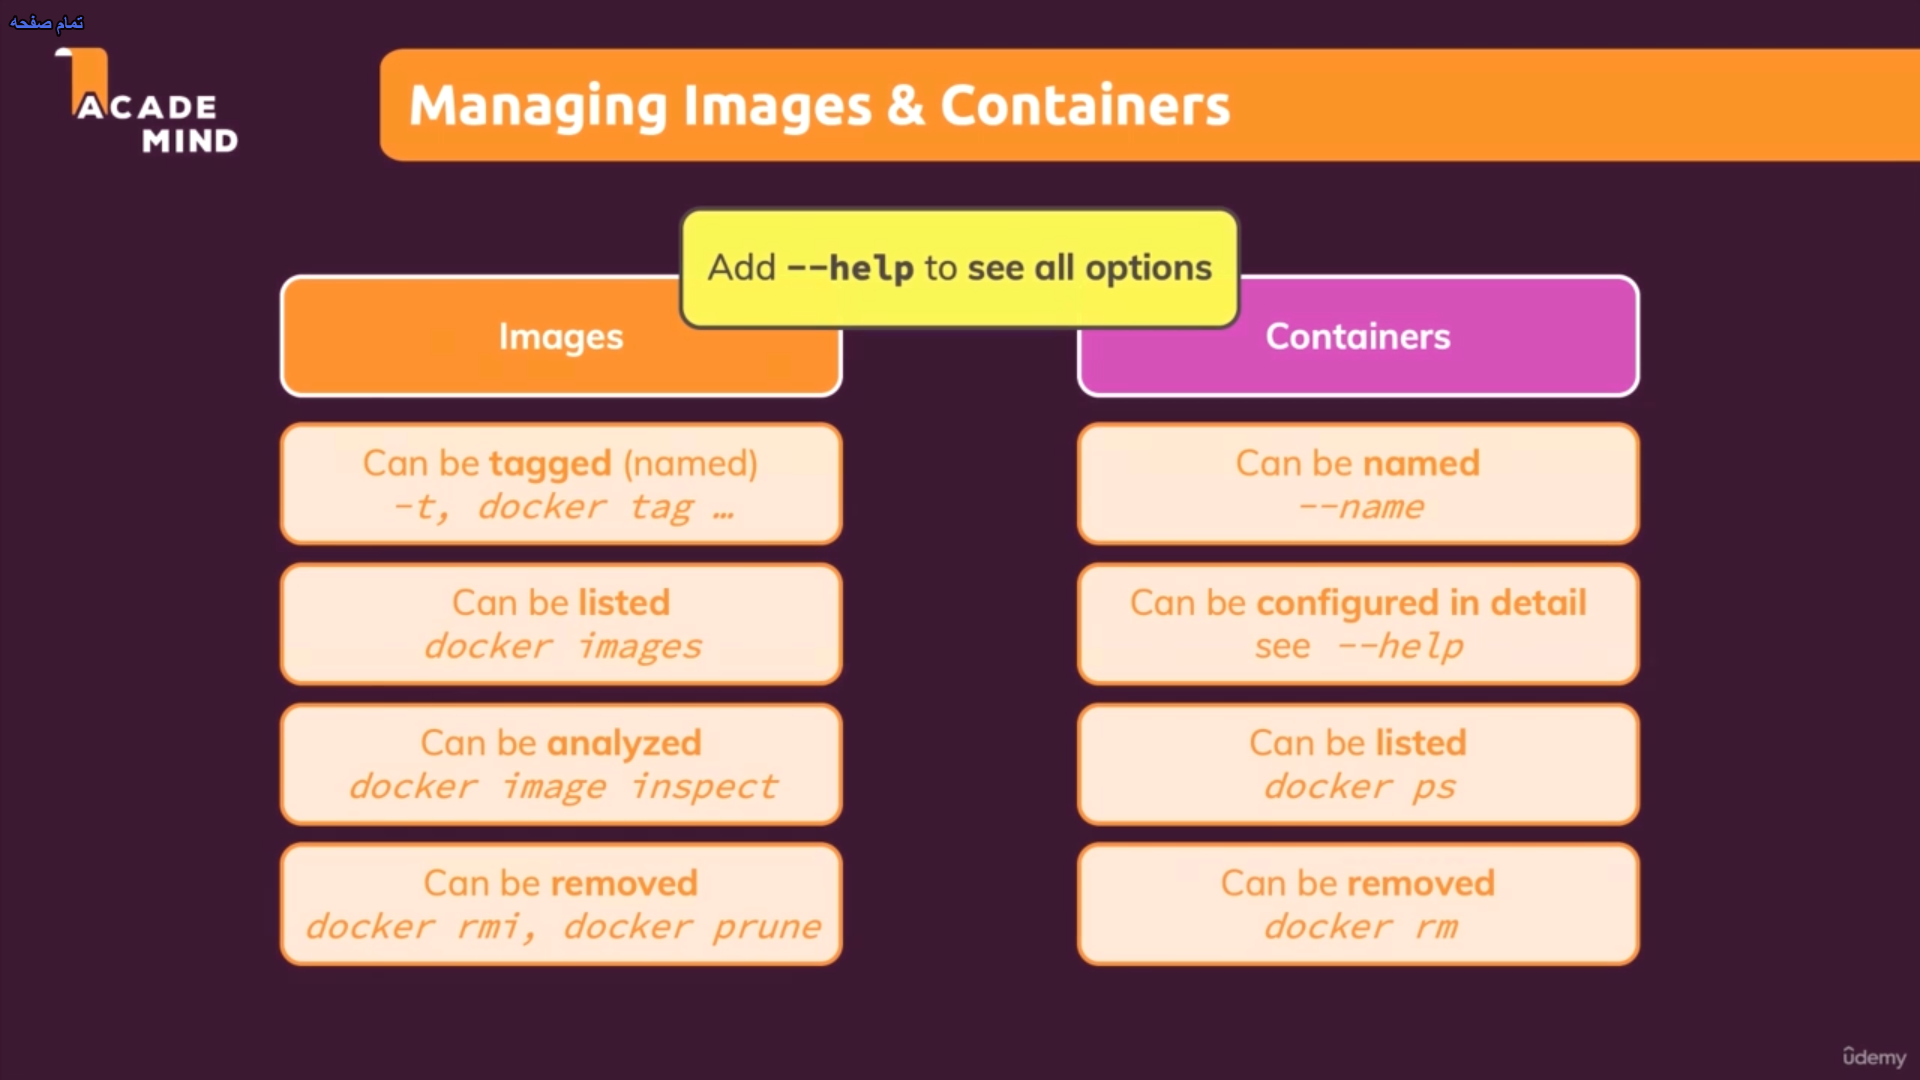 تمام صفحه
ACADE
MIND
Managing Images & Containers
Add --help to see all options
Images
Can be tagged (named)
-t, docker tag …
Can be listed
docker images
Can be analyzed
docker image inspect
Can be removed
docker rmi, docker prune
Containers
Can be named
--name
Can be configured in detail
see --help
Can be listed
docker ps
Can be removed
docker rm
ûdemy